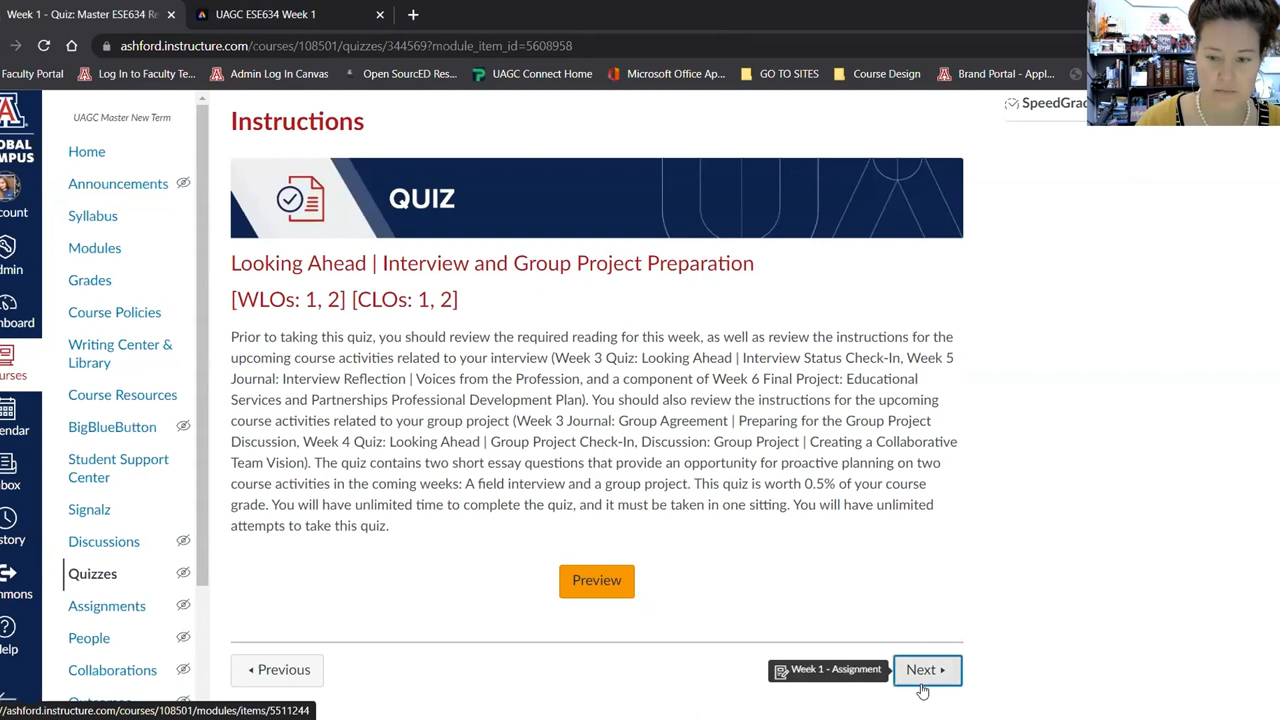 Week 1 - Quiz: Master ESE634 Re
UAGC ESE634 Week 1
ashford.instructure.com/courses/108501/quizzes/344569?module_item_id=5608958
Faculty Portal
Log In to Faculty Te...
Admin Log In Canvas
Open SourcED Res...
UAGC Connect Home
Microsoft Office Ap...
GO TO SITES
Course Design
Brand Portal - Appl...
OBAL
MPUS
count
dmin
hboard
urses
endar
box
story
mmons
Help
UAGC Master New Term
Home
Announcements
Syllabus
Modules
Grades
Course Policies
Writing Center &
Library
Course Resources
BigBlueButton
Student Support
Center
Signalz
Discussions
Quizzes
Assignments
People
Collaborations
Outcomes
Instructions
SpeedGra
QUIZ
Looking Ahead | Interview and Group Project Preparation
[WLOs: 1, 2] [CLOs: 1, 2]
Prior to taking this quiz, you should review the required reading for this week, as well as review the instructions for the
upcoming course activities related to your interview (Week 3 Quiz: Looking Ahead | Interview Status Check-In, Week 5
Journal: Interview Reflection | Voices from the Profession, and a component of Week 6 Final Project: Educational
Services and Partnerships Professional Development Plan). You should also review the instructions for the upcoming
course activities related to your group project (Week 3 Journal: Group Agreement | Preparing for the Group Project
Discussion, Week 4 Quiz: Looking Ahead | Group Project Check-In, Discussion: Group Project | Creating a Collaborative
Team Vision). The quiz contains two short essay questions that provide an opportunity for proactive planning on two
course activities in the coming weeks: A field interview and a group project. This quiz is worth 0.5% of your course
grade. You will have unlimited time to complete the quiz, and it must be taken in one sitting. You will have unlimited
attempts to take this quiz.
Preview
Previous
Week 1 - Assignment
Next
//ashford.instructure.com/courses/108501/modules/items/5511244